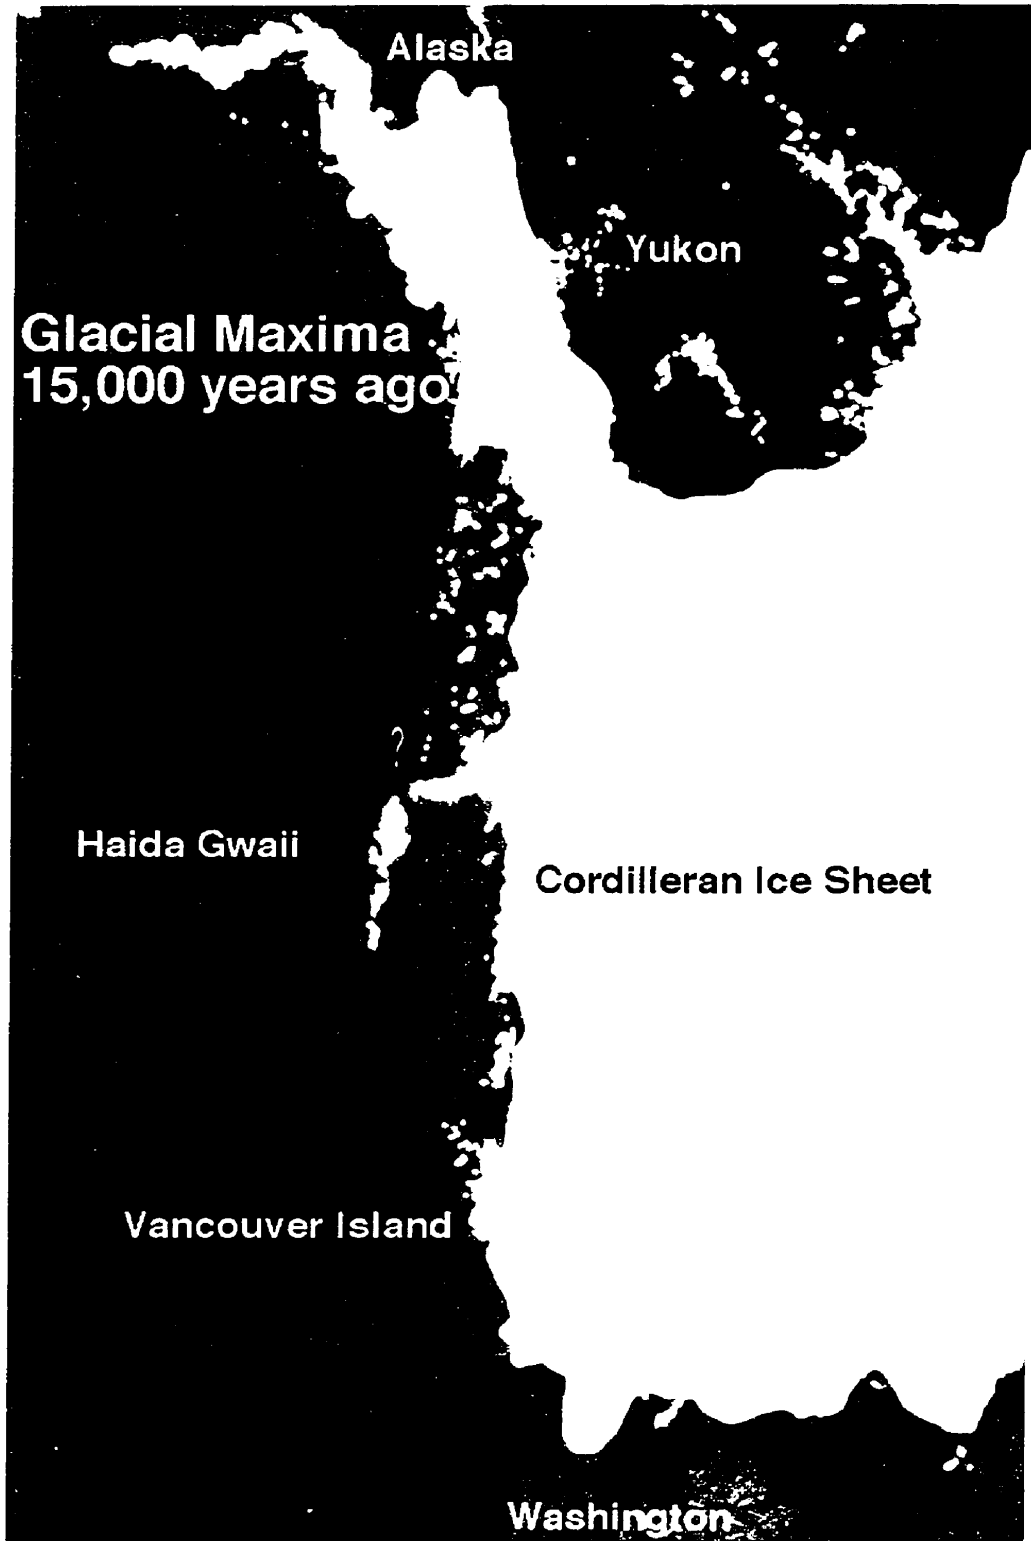 Alaska
Yukon
Glacial Maxima
15,000 years ago
?
Haida Gwaii
Cordilleran Ice Sheet
Vancouver Island
Washington